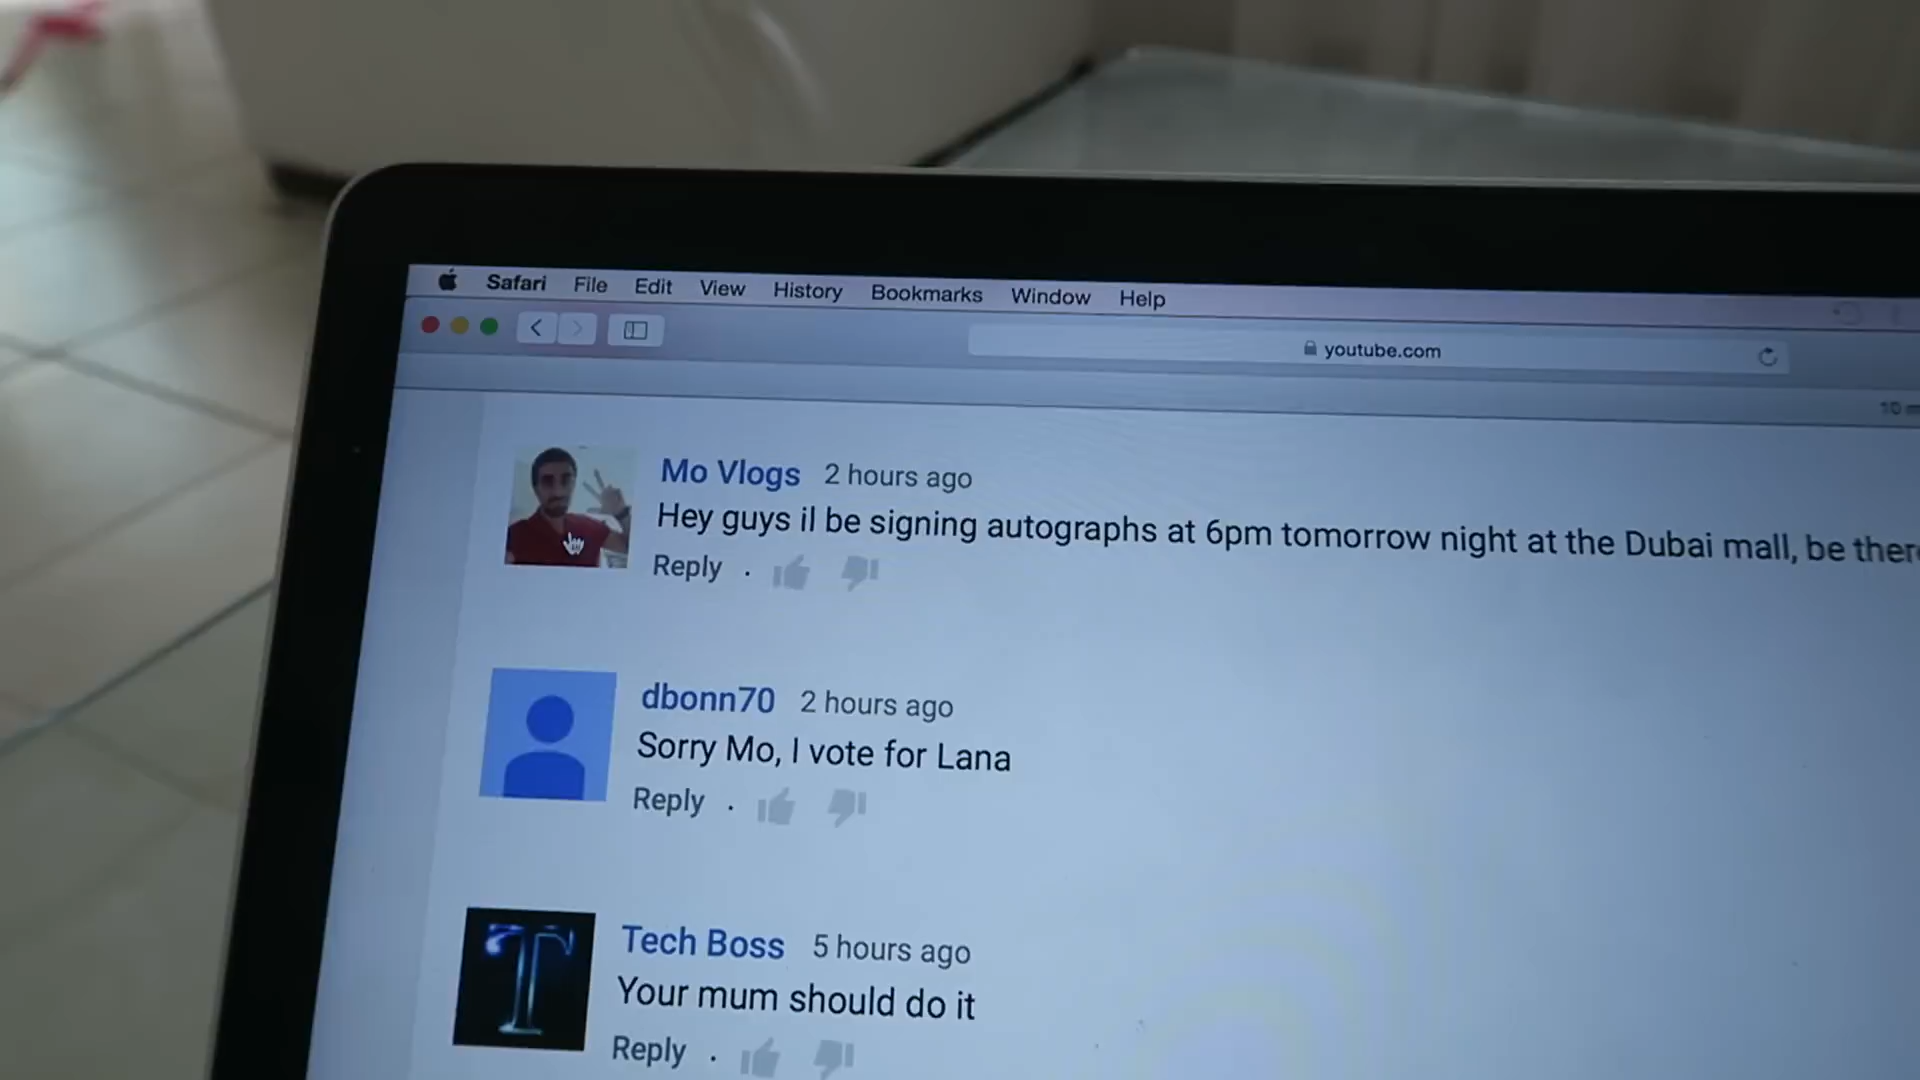 Safari File Edit View History Bookmarks Window Help
youtube.com
10
Mo Vlogs 2 hours ago
Hey guys il be signing autographs at 6pm tomorrow night at the Dubai mall, be there
Reply .
dbonn70 2 hours ago
Sorry Mo, I vote for Lana
Reply .
T
Tech Boss 5 hours ago
Your mum should do it
Reply .